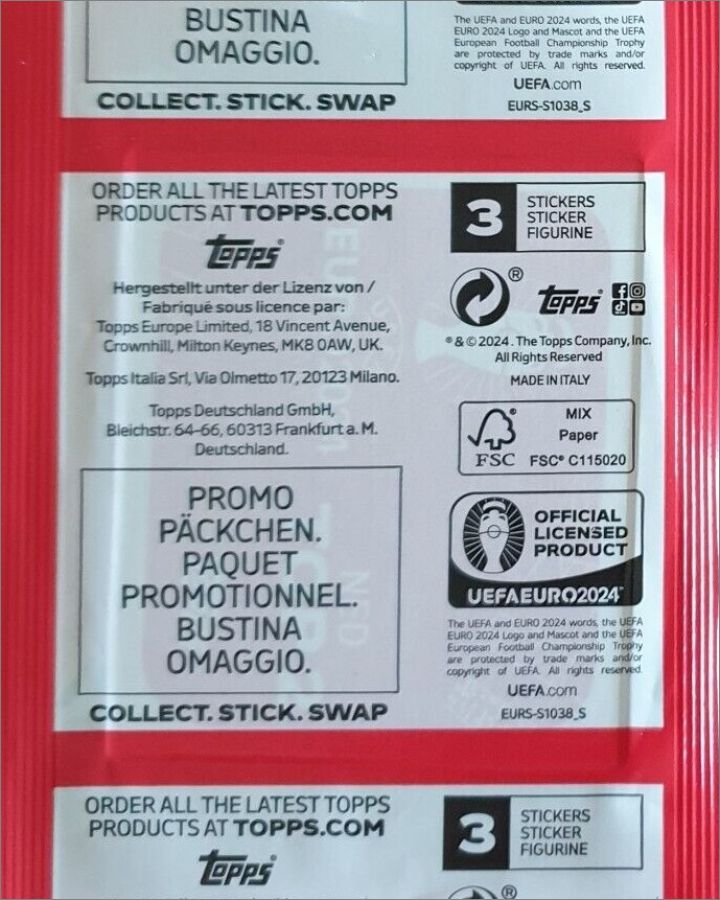 BUSTINA
OMAGGIO.
COLLECT. STICK. SWAP
The UEFA and EURO 2024 words, the UEFA
EURO 2024 Logo and Mascot and the UEFA
European Football Championship Trophy
are protected by trade marks and/or
copyright of UEFA. All rights reserved.
UEFA.com
EURS-S1038_S
ORDER ALL THE LATEST TOPPS
PRODUCTS AT TOPPS.COM
Topps®
Hergestellt unter der Lizenz von /
Fabriqué sous licence par:
Topps Europe Limited, 18 Vincent Avenue,
Crownhill, Milton Keynes, MK8 0AW, UK.
Topps Italia Srl, Via Olmetto 17, 20123 Milano.
Topps Deutschland GmbH,
Bleichstr. 64-66, 60313 Frankfurt a. M.
Deutschland.
PROMO
PÄCKCHEN.
PAQUET
PROMOTIONNEL.
BUSTINA
OMAGGIO.
COLLECT. STICK. SWAP
3
STICKERS
STICKER
FIGURINE
®
Topps®
® & © 2024. The Topps Company, Inc.
All Rights Reserved
MADE IN ITALY
FSC
MIX
Paper
FSC® C115020
OFFICIAL
LICENSED
PRODUCT
UEFAEURO2024™
The UEFA and EURO 2024 words, the UEFA
EURO 2024 Logo and Mascot and the UEFA
European Football Championship Trophy
are protected by trade marks and/or
copyright of UEFA. All rights reserved.
UEFA.com
EURS-S1038_S
ORDER ALL THE LATEST TOPPS
PRODUCTS AT TOPPS.COM
Topps®
3
STICKERS
STICKER
FIGURINE
®